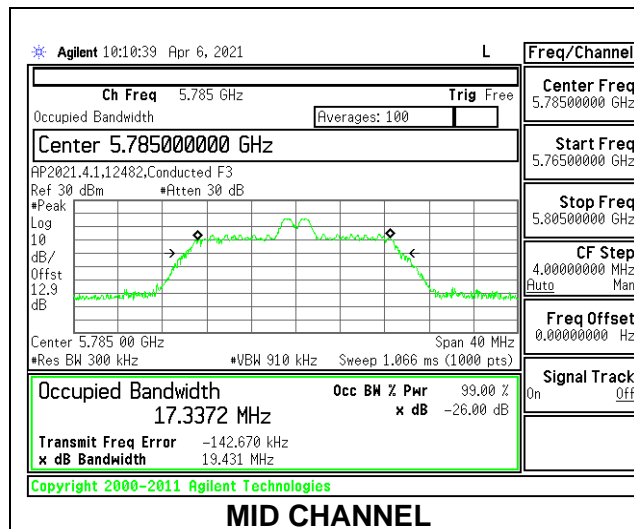 Agilent 10:10:39 Apr 6, 2021 L
Freq/Channel
Ch Freq 5.785 GHz Trig Free
Occupied Bandwidth Averages: 100
Center 5.785000000 GHz
AP2021.4.1,12482,Conducted F3
Ref 30 dBm #Atten 30 dB
#Peak
Log
10
dB/
Offst
12.9
dB
Center 5.785 00 GHz Span 40 MHz
#Res BW 300 kHz #VBW 910 kHz Sweep 1.066 ms (1000 pts)
Occupied Bandwidth Occ BW % Pwr 99.00 %
17.3372 MHz x dB -26.00 dB
Transmit Freq Error -142.670 kHz
x dB Bandwidth 19.431 MHz
Copyright 2000-2011 Agilent Technologies
Center Freq
5.78500000 GHz
Start Freq
5.76500000 GHz
Stop Freq
5.80500000 GHz
CF Step
4.00000000 MHz
Auto Man
Freq Offset
0.00000000 Hz
Signal Track
On Off
MID CHANNEL